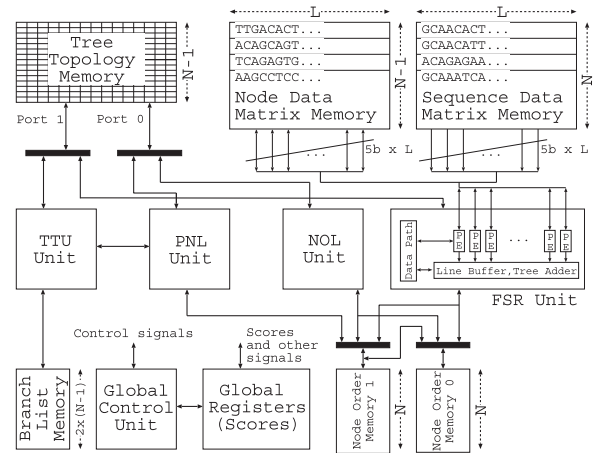 L
L
TTGACACT...
ACAGCAGT...
TCAGAGTG...
AAGCCTCC...
Node Data
Matrix Memory
N-1
GCAACACT...
GCAACATT...
ACAGAGAA...
GCAAATCA...
Sequence Data
Matrix Memory
N
Tree
Topology
Memory
N-1
Port 1
Port 0
...
5b x L
...
5b x L
TTU
Unit
PNL
Unit
NOL
Unit
Data Path
PE
PE
PE
...
PE
PE
Line Buffer,Tree Adder
FSR Unit
Control signals
Scores
and other
signals
Branch
List
Memory
2x(N-1)
Global
Control
Unit
Global
Registers
(Scores)
Node Order
Memory 1
N
Node Order
Memory 0
N